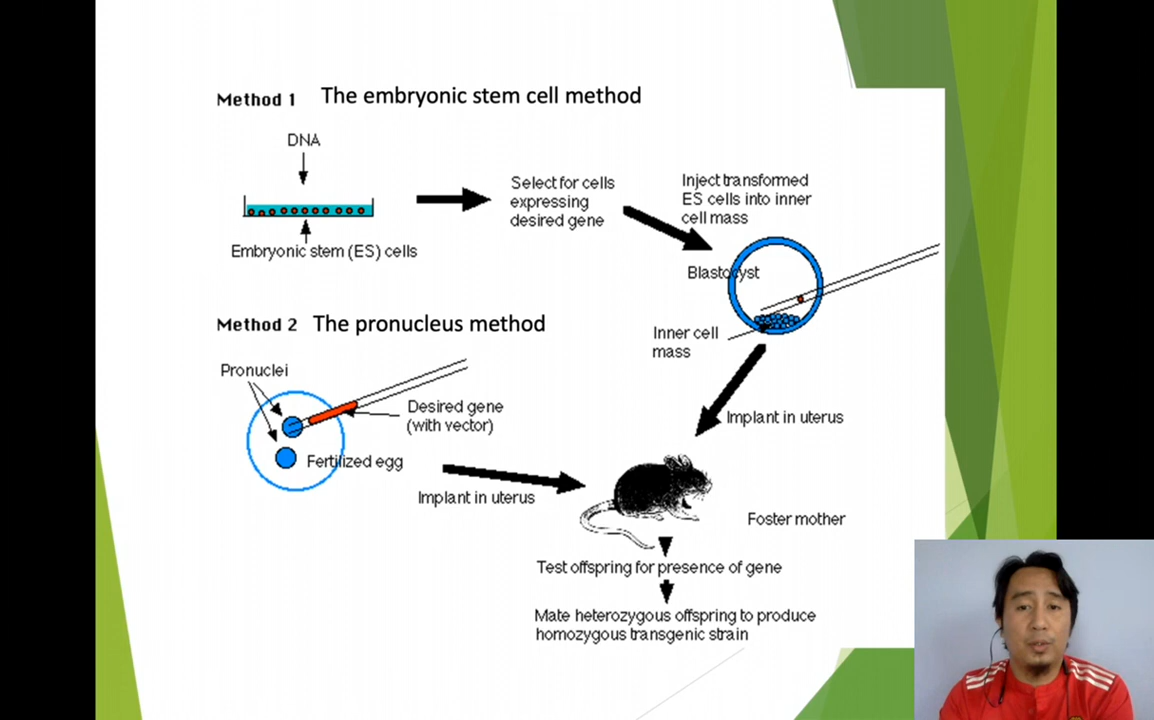 Method 1 The embryonic stem cell method
DNA
Embryonic stem (ES) cells
Select for cells
expressing
desired gene
Inject transformed
ES cells into inner
cell mass
Blastocyst
Inner cell
mass
Implant in uterus
Method 2 The pronucleus method
Pronuclei
Desired gene
(with vector)
Fertilized egg
Implant in uterus
Foster mother
Test offspring for presence of gene
Mate heterozygous offspring to produce
homozygous transgenic strain